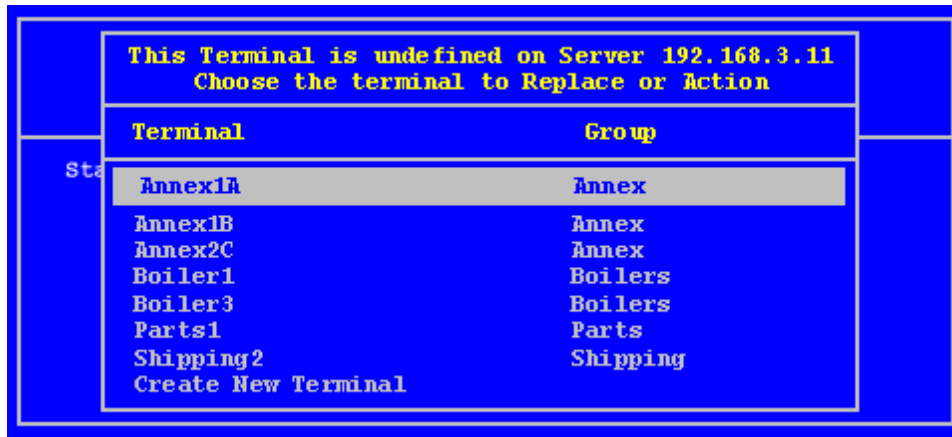 This Terminal is undefined on Server 192.168.3.11
Choose the terminal to Replace or Action
Terminal Group
Sta
Annex1A Annex
Annex1B Annex
Annex2C Annex
Boiler1 Boilers
Boiler3 Boilers
Parts1 Parts
Shipping2 Shipping
Create New Terminal